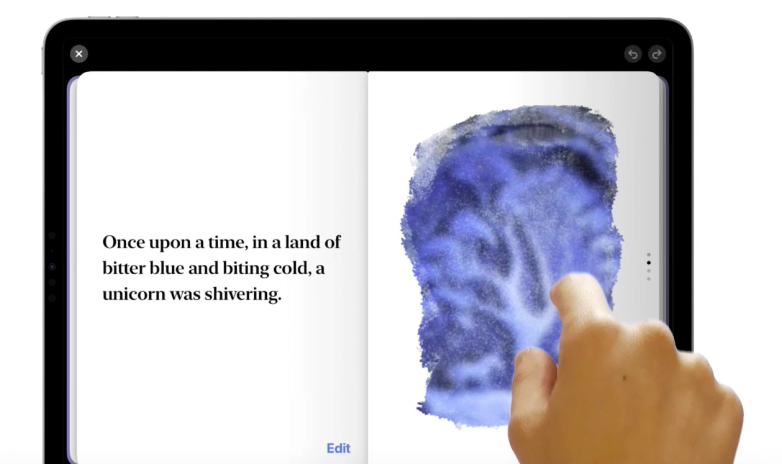 Once upon a time, in a land of
bitter blue and biting cold, a
unicorn was shivering.
Edit